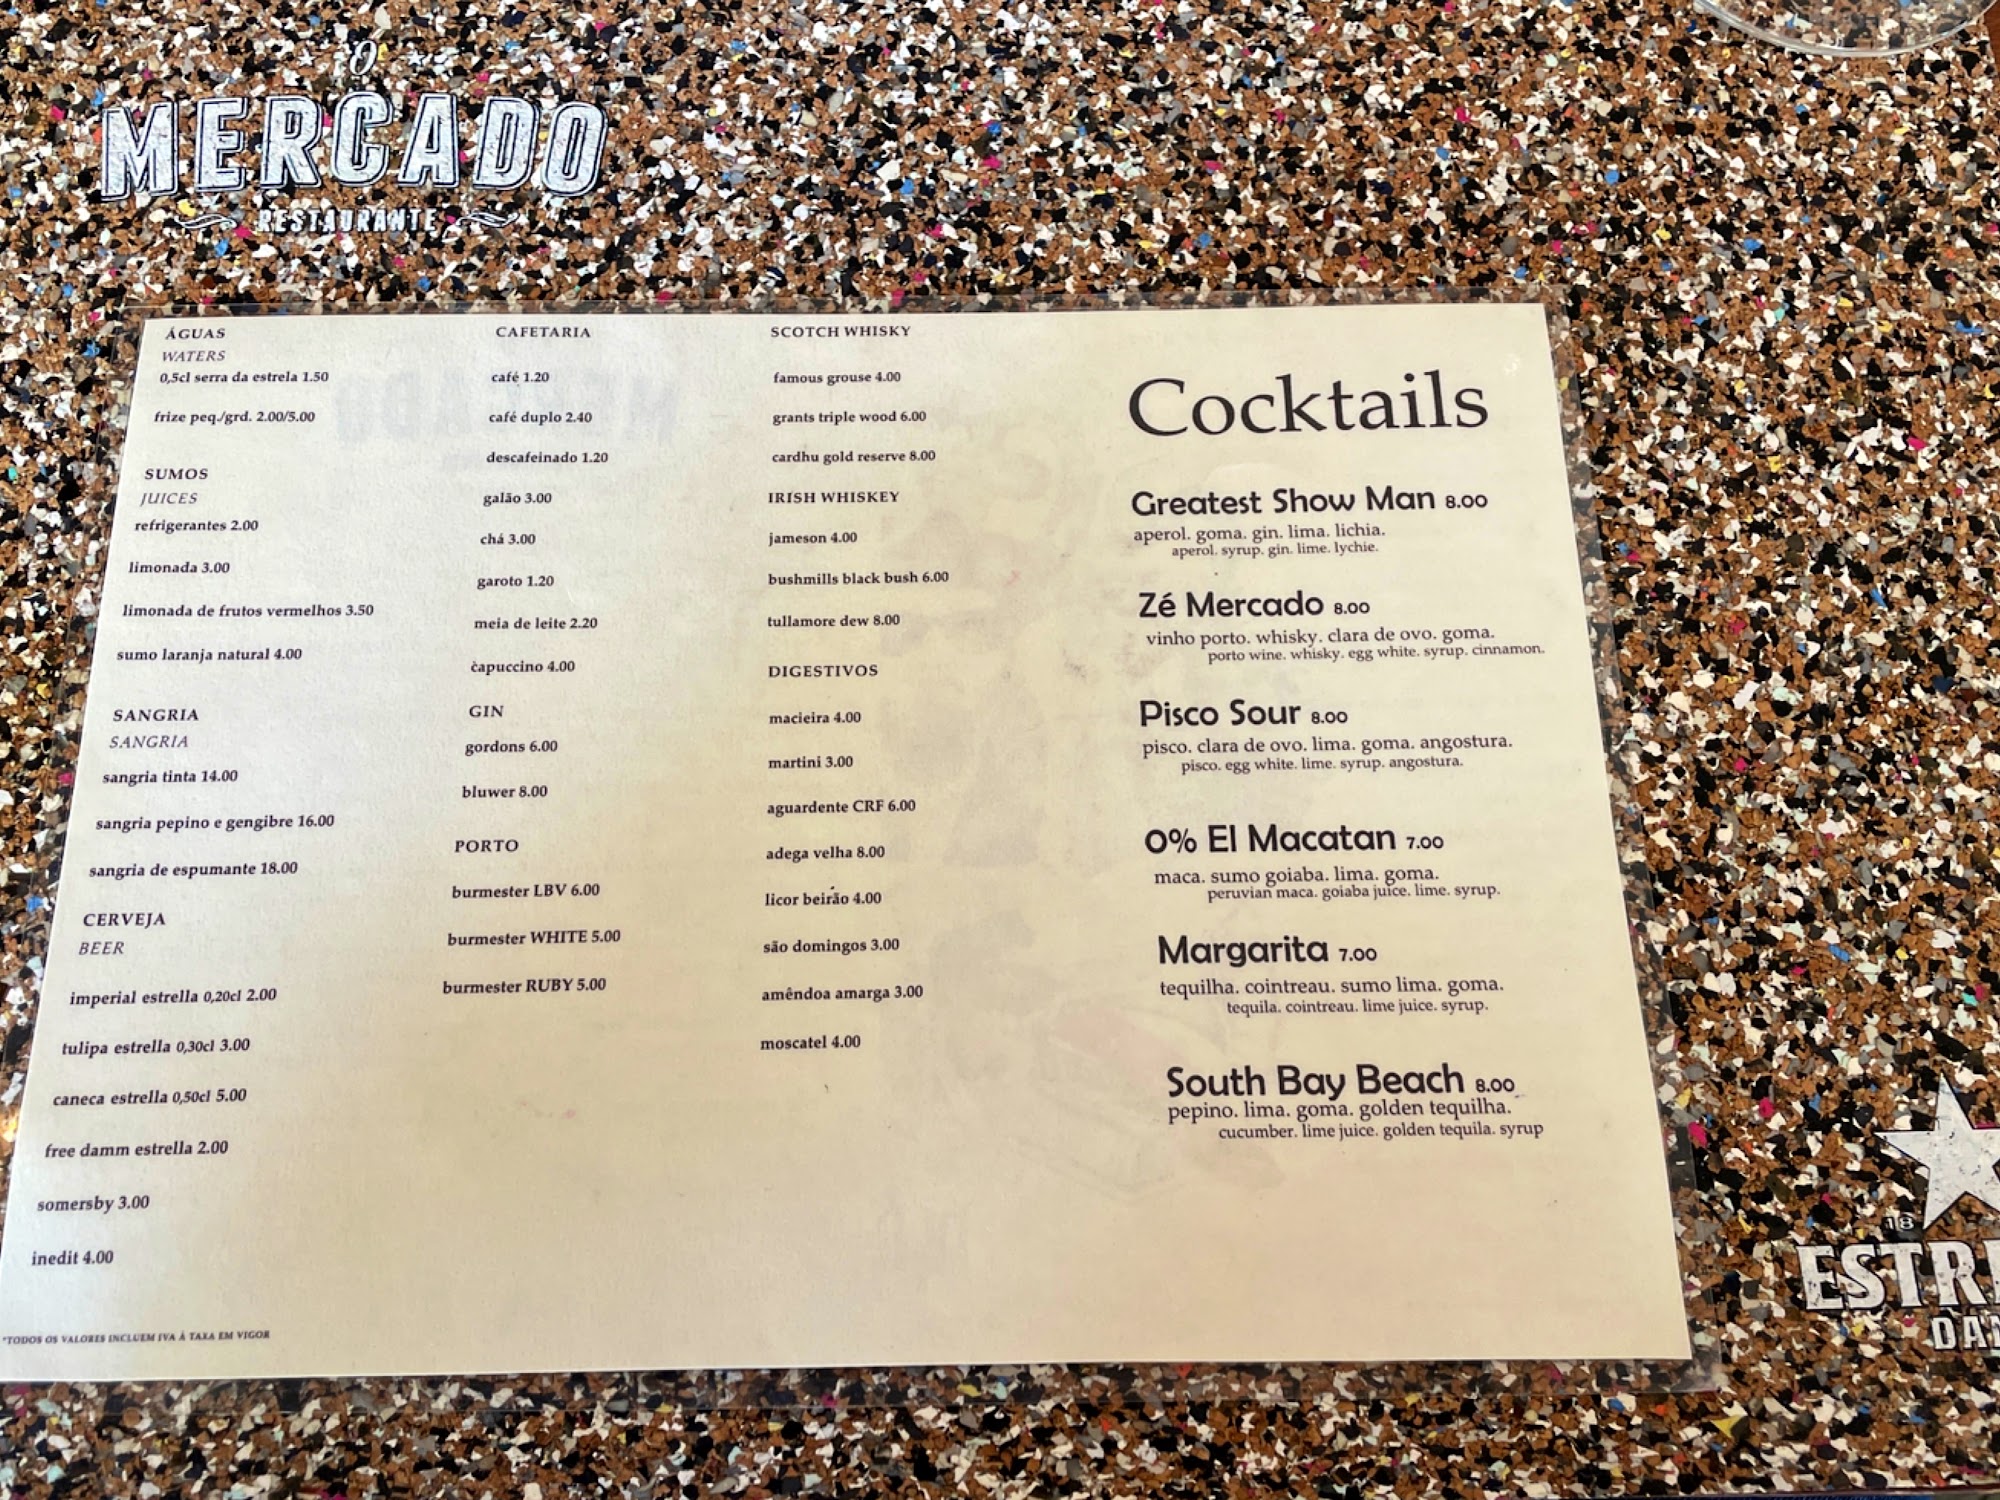 O
MERCADO
RESTAURANTE
ÁGUAS
WATERS
0,5cl serra da estrela 1.50
frize peq./grd. 2.00/5.00
SUMOS
JUICES
refrigerantes 2.00
limonada 3.00
limonada de frutos vermelhos 3.50
sumo laranja natural 4.00
SANGRIA
SANGRIA
sangria tinta 14.00
sangria pepino e gengibre 16.00
sangria de espumante 18.00
CERVEJA
BEER
imperial estrella 0,20cl 2.00
tulipa estrella 0,30cl 3.00
caneca estrella 0,50cl 5.00
free damm estrella 2.00
somersby 3.00
inedit 4.00
*TODOS OS VALORES INCLUEM IVA À TAXA EM VIGOR
CAFETARIA
café 1.20
café duplo 2.40
descafeinado 1.20
galão 3.00
chá 3.00
garoto 1.20
meia de leite 2.20
capuccino 4.00
GIN
gordons 6.00
bluwer 8.00
PORTO
burmester LBV 6.00
burmester WHITE 5.00
burmester RUBY 5.00
SCOTCH WHISKY
famous grouse 4.00
grants triple wood 6.00
cardhu gold reserve 8.00
IRISH WHISKEY
jameson 4.00
bushmills black bush 6.00
tullamore dew 8.00
DIGESTIVOS
macieira 4.00
martini 3.00
aguardente CRF 6.00
adega velha 8.00
licor beirão 4.00
são domingos 3.00
amêndoa amarga 3.00
moscatel 4.00
Cocktails
Greatest Show Man 8.00
aperol. goma. gin. lima. lichia.
aperol. syrup. gin. lime. lychie.
Zé Mercado 8.00
vinho porto. whisky. clara de ovo. goma.
porto wine. whisky. egg white. syrup. cinnamon.
Pisco Sour 8.00
pisco. clara de ovo. lima. goma. angostura.
pisco. egg white. lime. syrup. angostura.
0% El Macatan 7.00
maca. sumo goiaba. lima. goma.
peruvian maca. goiaba juice. lime. syrup.
Margarita 7.00
tequilha. cointreau. sumo lima. goma.
tequila. cointreau. lime juice. syrup.
South Bay Beach 8.00
pepino. lima. goma. golden tequilha.
cucumber. lime juice. golden tequila. syrup
18
ESTR
DA